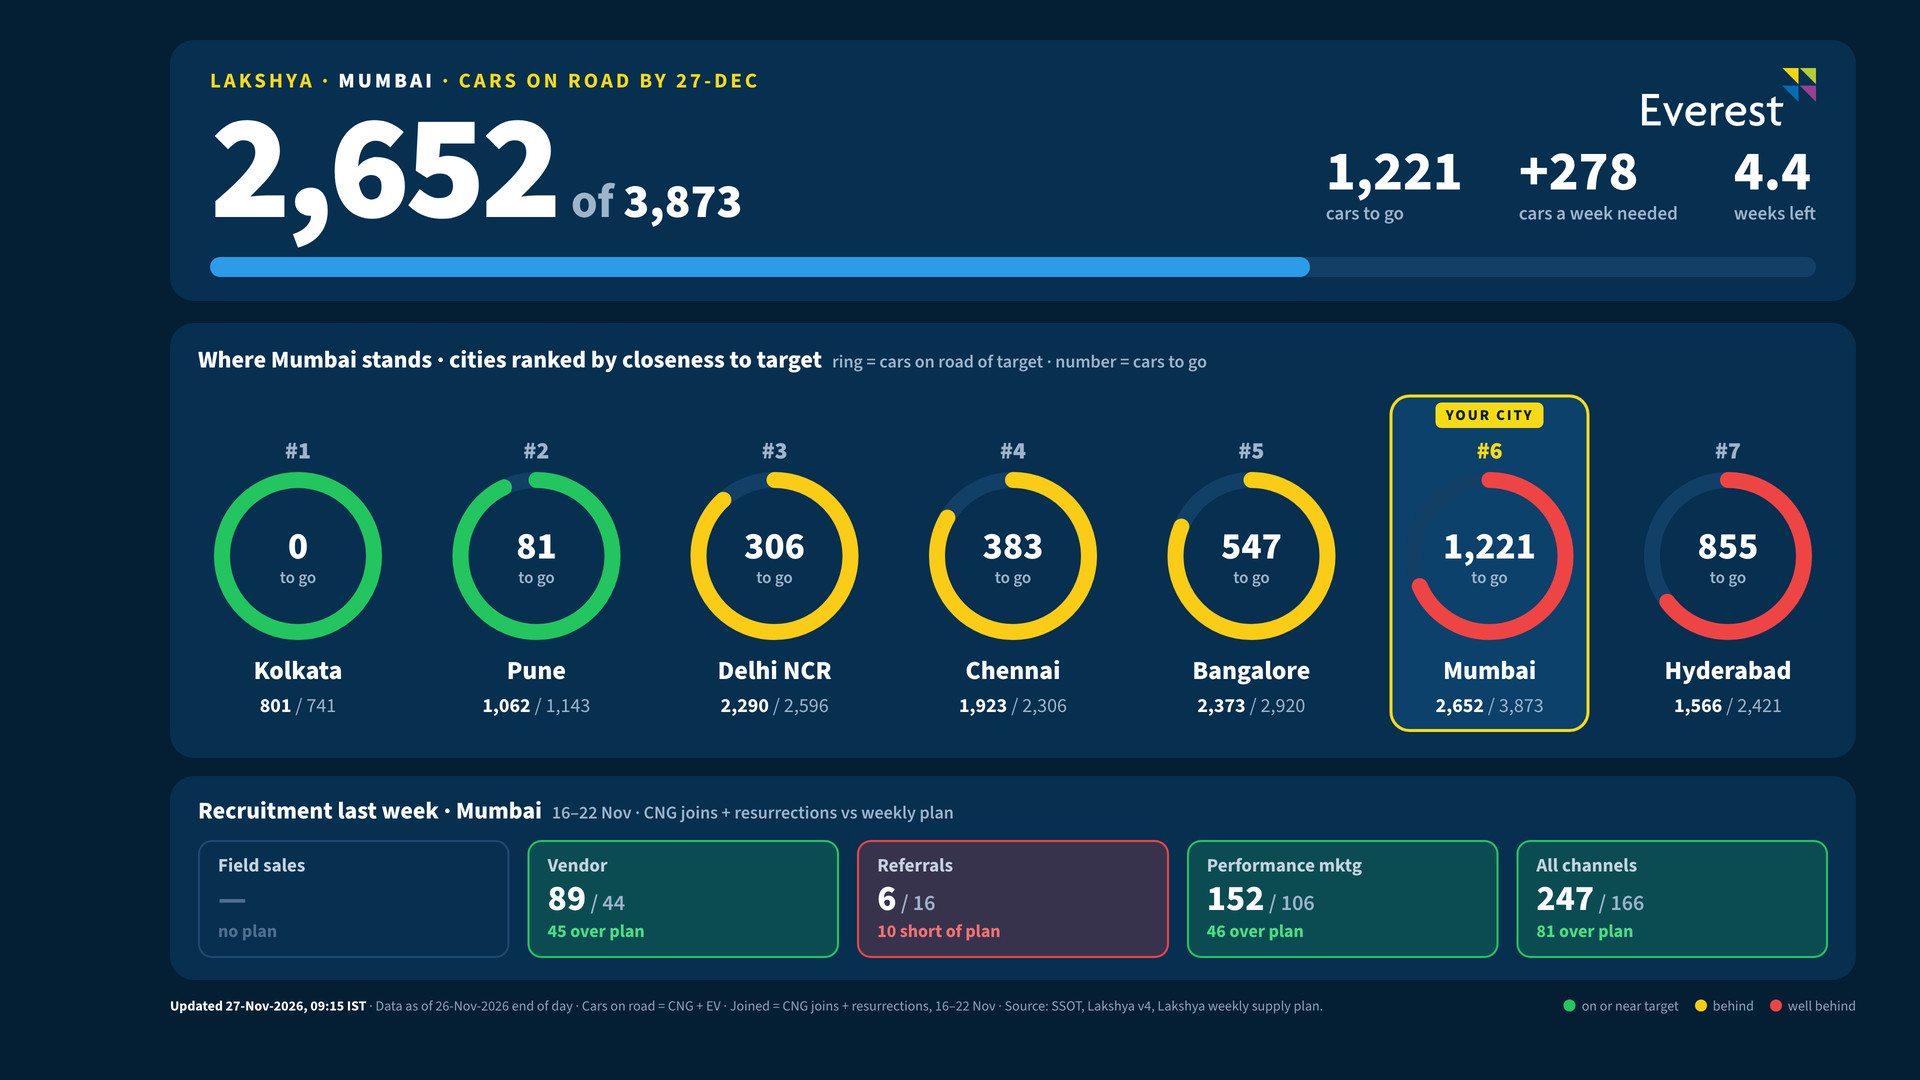 LAKSHYA · MUMBAI · CARS ON ROAD BY 27-DEC
Everest
2,652 of 3,873
1,221 +278 4.4
cars to go cars a week needed weeks left
Where Mumbai stands · cities ranked by closeness to target ring = cars on road of target · number = cars to go
YOUR CITY
#1 #2 #3 #4 #5 #6 #7
0 81 306 383 547 1,221 855
to go to go to go to go to go to go to go
Kolkata Pune Delhi NCR Chennai Bangalore Mumbai Hyderabad
801 / 741 1,062 / 1,143 2,290 / 2,596 1,923 / 2,306 2,373 / 2,920 2,652 / 3,873 1,566 / 2,421
Recruitment last week · Mumbai 16–22 Nov · CNG joins + resurrections vs weekly plan
Field sales Vendor Referrals Performance mktg All channels
— 89 / 44 6 / 16 152 / 106 247 / 166
no plan 45 over plan 10 short of plan 46 over plan 81 over plan
Updated 27-Nov-2026, 09:15 IST · Data as of 26-Nov-2026 end of day · Cars on road = CNG + EV · Joined = CNG joins + resurrections, 16–22 Nov · Source: SSOT, Lakshya v4, Lakshya weekly supply plan. on or near target behind well behind